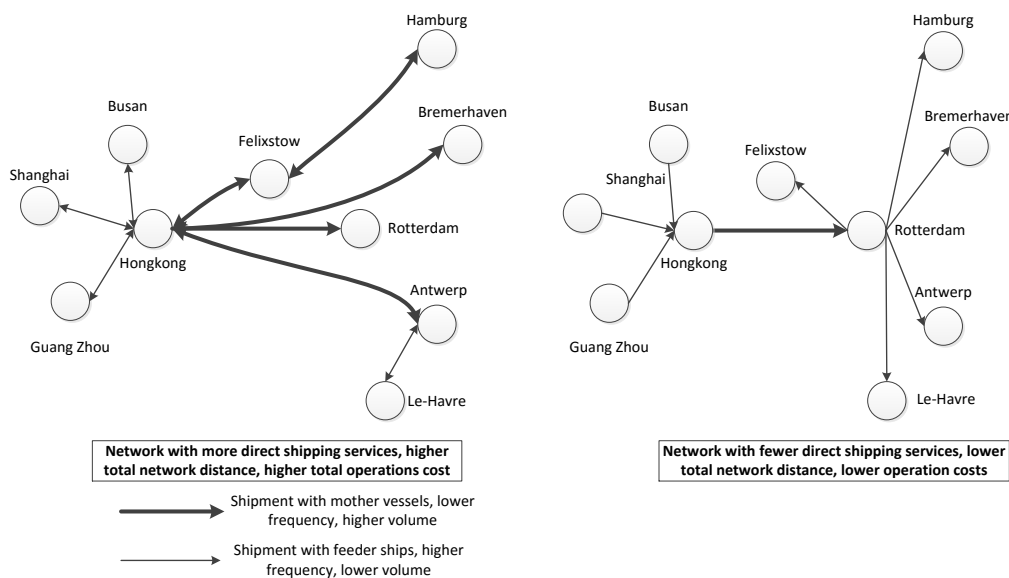 Hamburg
Busan
Bremerhaven
Felixstow
Shanghai
Rotterdam
Hongkong
Antwerp
Guang Zhou
Le-Havre
Network with more direct shipping services, higher
total network distance, higher total operations cost
Shipment with mother vessels, lower
frequency, higher volume
Shipment with feeder ships, higher
frequency, lower volume
Hamburg
Busan
Bremerhaven
Felixstow
Shanghai
Rotterdam
Hongkong
Antwerp
Guang Zhou
Le-Havre
Network with fewer direct shipping services, lower
total network distance, lower operation costs